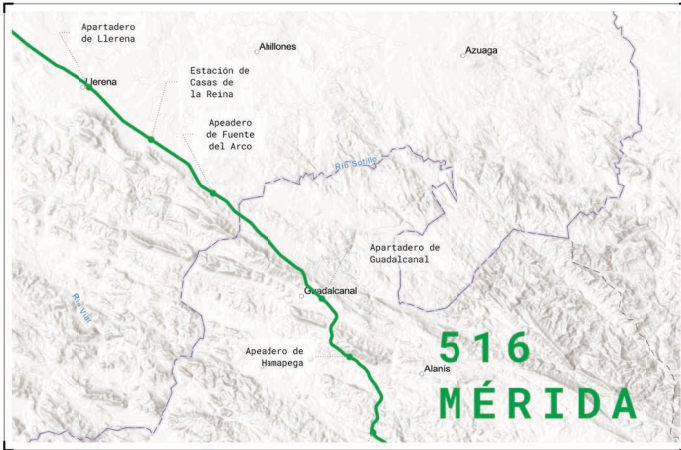 Apartadero
de Llerena
Ahillones
Azuaga
Llerena
Estación de
Casas de
la Reina
Apeadero
de Fuente
del Arco
Río Sotillo
Apartadero de
Guadalcanal
Guadalcanal
Río Viar
Apeadero de
Hamapega
Alanís
516
MÉRIDA